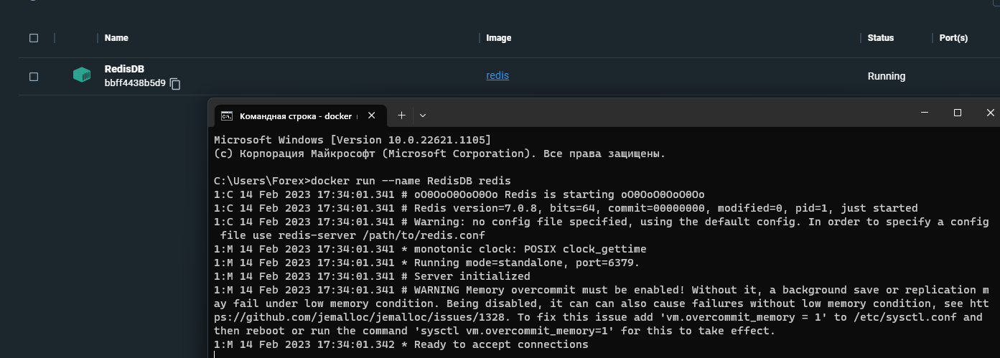 Name Image Status Port(s)
RedisDB
bbff4438b5d9 redis Running
Командная строка - docker
Microsoft Windows [Version 10.0.22621.1105]
(c) Корпорация Майкрософт (Microsoft Corporation). Все права защищены.
C:\Users\Forex>docker run --name RedisDB redis
1:C 14 Feb 2023 17:34:01.341 # oO0OoO0OoO0Oo Redis is starting oO0OoO0OoO0Oo
1:C 14 Feb 2023 17:34:01.341 # Redis version=7.0.8, bits=64, commit=00000000, modified=0, pid=1, just started
1:C 14 Feb 2023 17:34:01.341 # Warning: no config file specified, using the default config. In order to specify a config
file use redis-server /path/to/redis.conf
1:M 14 Feb 2023 17:34:01.341 * monotonic clock: POSIX clock_gettime
1:M 14 Feb 2023 17:34:01.341 * Running mode=standalone, port=6379.
1:M 14 Feb 2023 17:34:01.341 # Server initialized
1:M 14 Feb 2023 17:34:01.341 # WARNING Memory overcommit must be enabled! Without it, a background save or replication m
ay fail under low memory condition. Being disabled, it can can also cause failures without low memory condition, see htt
ps://github.com/jemalloc/jemalloc/issues/1328. To fix this issue add 'vm.overcommit_memory = 1' to /etc/sysctl.conf and
then reboot or run the command 'sysctl vm.overcommit_memory=1' for this to take effect.
1:M 14 Feb 2023 17:34:01.342 * Ready to accept connections